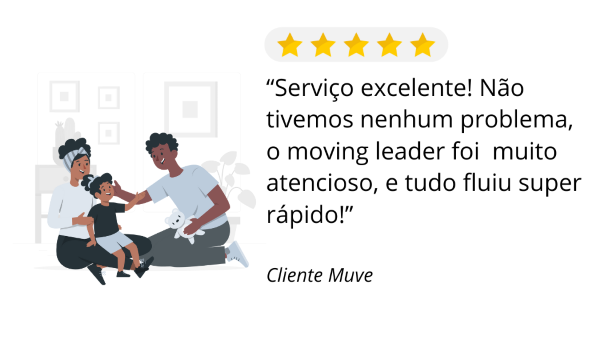 “Serviço excelente! Não
tivemos nenhum problema,
o moving leader foi  muito
atencioso, e tudo fluiu super
rápido!”
Cliente Muve